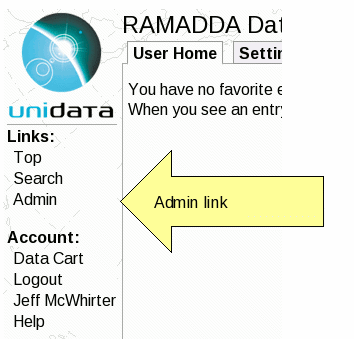 RAMADDA Dat
User Home Settin
You have no favorite e
When you see an entry
unidata
Links:
Top
Search
Admin
Admin link
Account:
Data Cart
Logout
Jeff McWhirter
Help